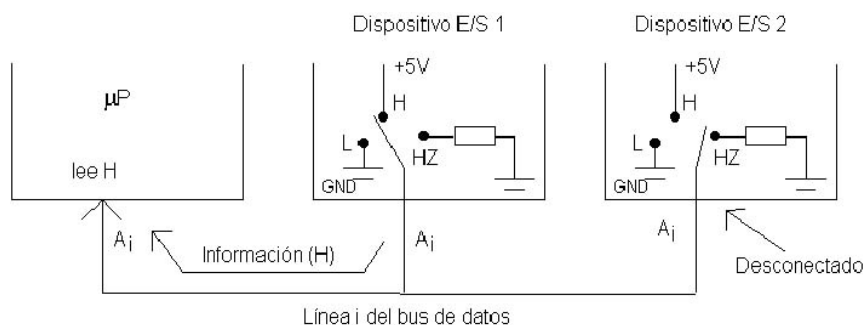 Dispositivo E/S 1
Dispositivo E/S 2
+5V
+5V
µP
H
H
L
HZ
L
HZ
lee H
GND
GND
Ai
Información (H)
Ai
Ai
Desconectado
Línea i del bus de datos